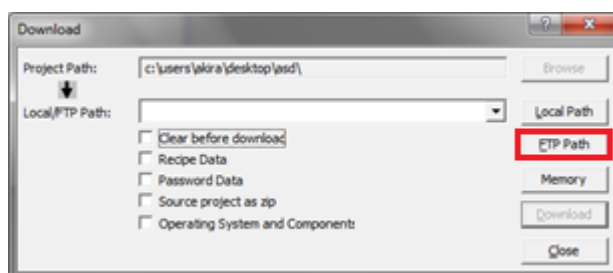 Download
Project Path: c:\users\akira\desktop\asd\ Browse
Local/FTP Path: Local Path
Clear before download
FTP Path
Recipe Data
Password Data
Memory
Source project as zip
Download
Operating System and Components
Close